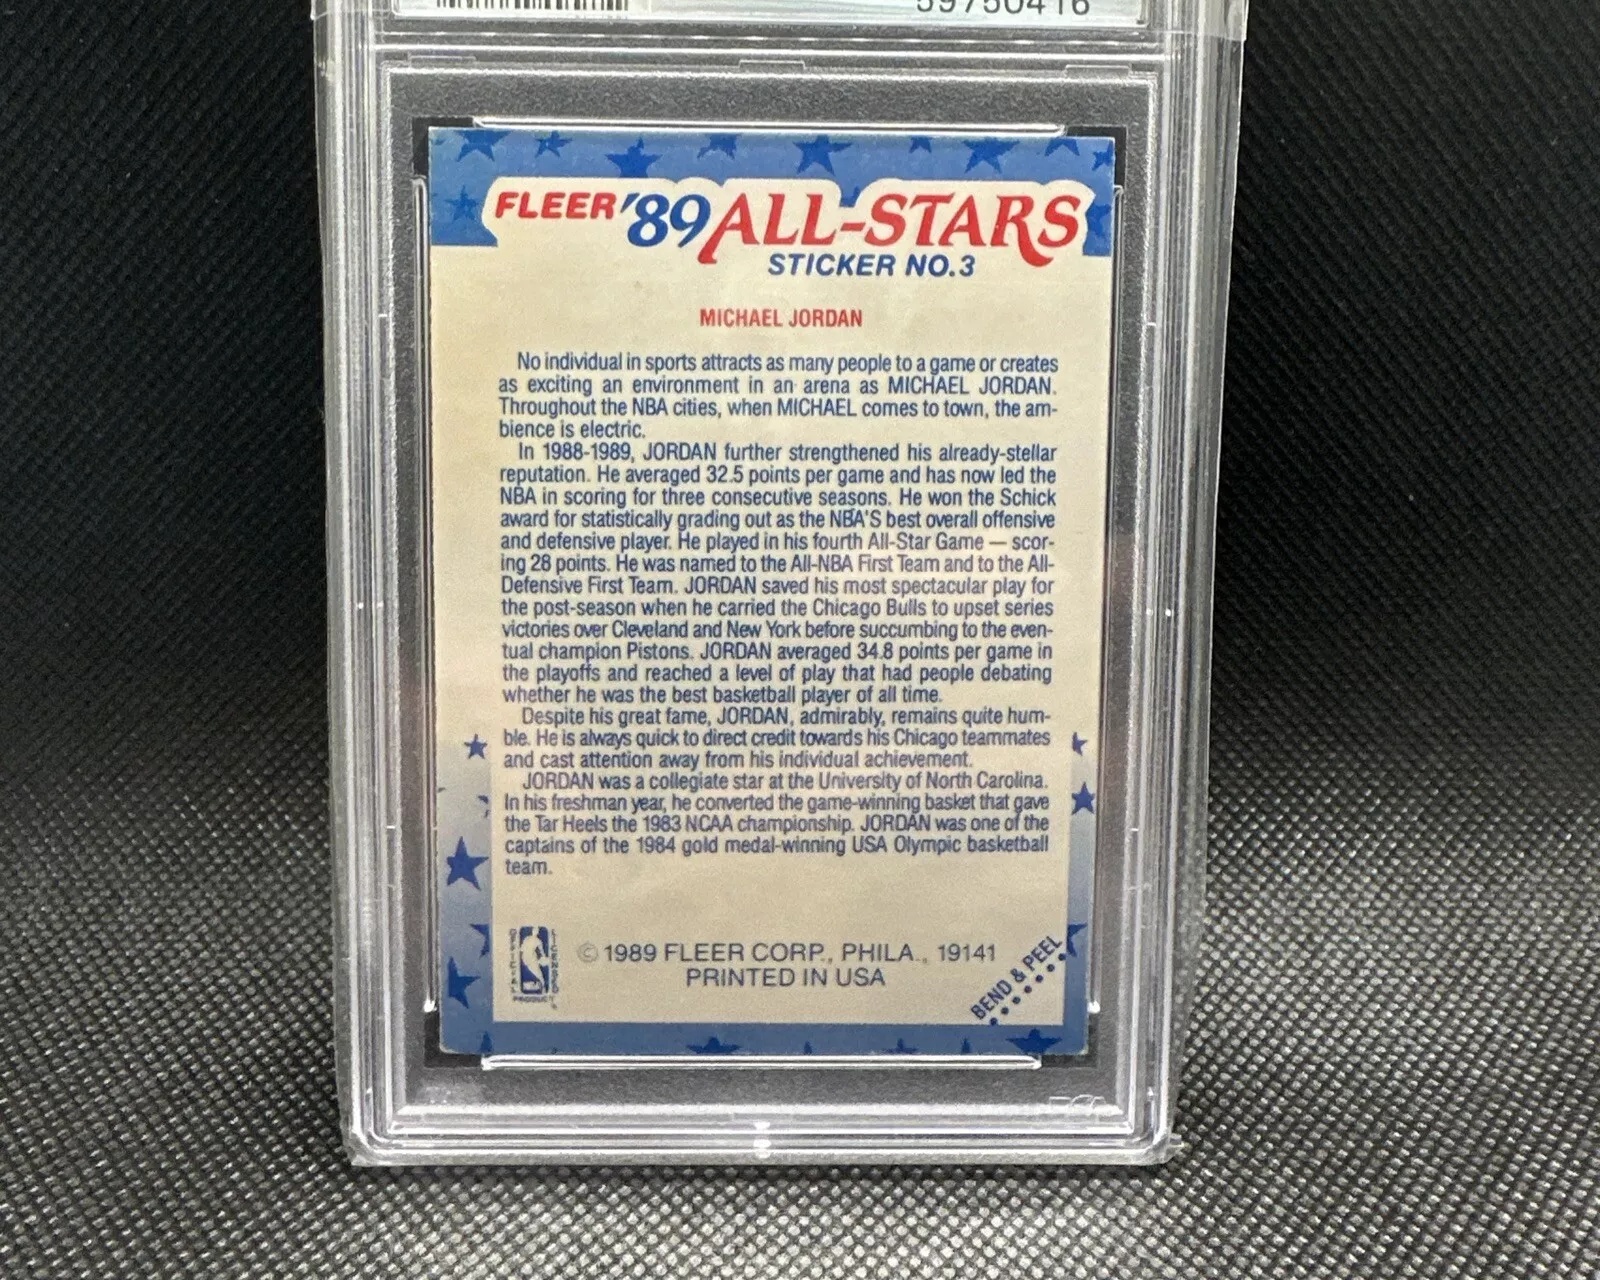 59750416
FLEER '89 ALL-STARS
STICKER NO. 3
MICHAEL JORDAN
No individual in sports attracts as many people to a game or creates
as exciting an environment in an arena as MICHAEL JORDAN.
Throughout the NBA cities, when MICHAEL comes to town, the am-
bience is electric.
In 1988-1989, JORDAN further strengthened his already-stellar
reputation. He averaged 32.5 points per game and has now led the
NBA in scoring for three consecutive seasons. He won the Schick
award for statistically grading out as the NBA'S best overall offensive
and defensive player. He played in his fourth All-Star Game — scor-
ing 28 points. He was named to the All-NBA First Team and to the All-
Defensive First Team. JORDAN saved his most spectacular play for
the post-season when he carried the Chicago Bulls to upset series
victories over Cleveland and New York before succumbing to the even-
tual champion Pistons. JORDAN averaged 34.8 points per game in
the playoffs and reached a level of play that had people debating
whether he was the best basketball player of all time.
Despite his great fame, JORDAN, admirably, remains quite hum-
ble. He is always quick to direct credit towards his Chicago teammates
and cast attention away from his individual achievement.
JORDAN was a collegiate star at the University of North Carolina.
In his freshman year, he converted the game-winning basket that gave
the Tar Heels the 1983 NCAA championship. JORDAN was one of the
captains of the 1984 gold medal-winning USA Olympic basketball
team.
OFFICIAL LICENSED
PRODUCT
© 1989 FLEER CORP., PHILA., 19141
PRINTED IN USA
BEND & PEEL